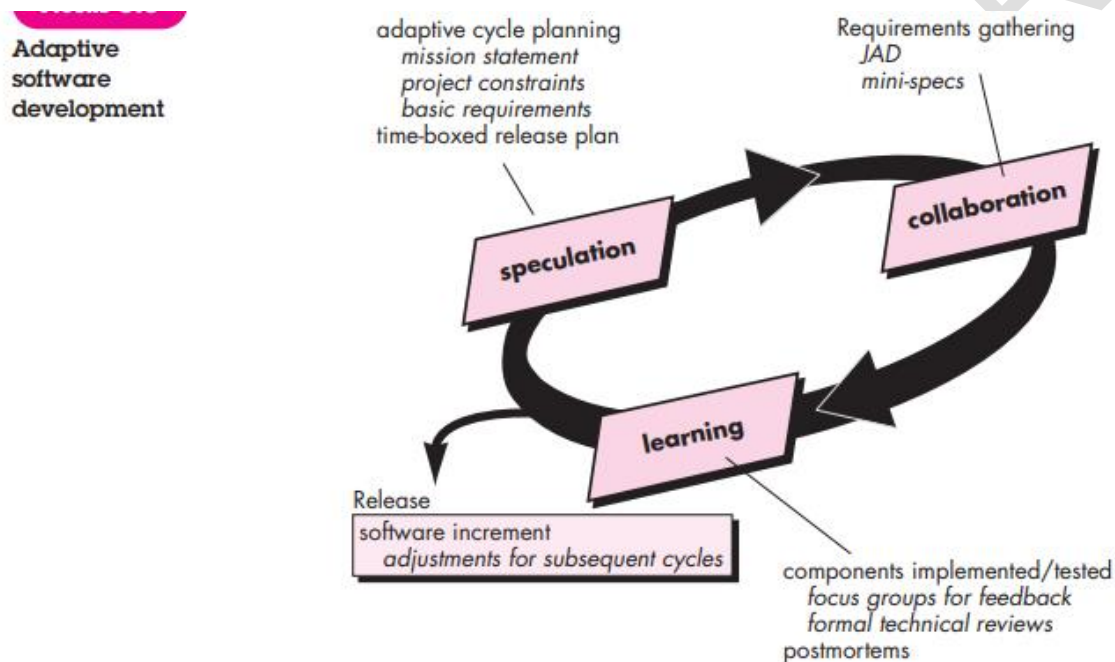 Adaptive
software
development
adaptive cycle planning
mission statement
project constraints
basic requirements
time-boxed release plan
Requirements gathering
JAD
mini-specs
speculation
collaboration
learning
Release
software increment
adjustments for subsequent cycles
components implemented/tested
focus groups for feedback
formal technical reviews
postmortems